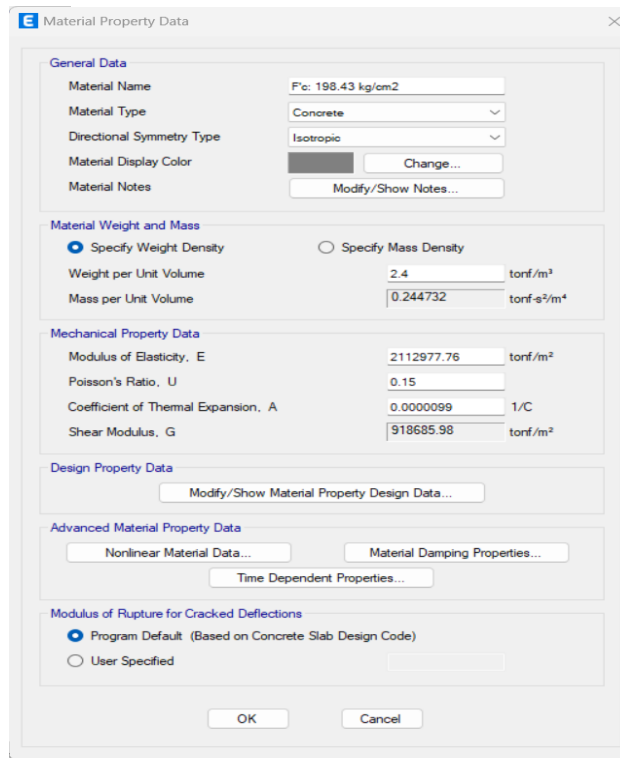 E Material Property Data
General Data
Material Name F'c: 198.43 kg/cm2
Material Type Concrete
Directional Symmetry Type Isotropic
Material Display Color Change...
Material Notes Modify/Show Notes...
Material Weight and Mass
Specify Weight Density Specify Mass Density
Weight per Unit Volume 2.4 tonf/m³
Mass per Unit Volume 0.244732 tonf-s²/m⁴
Mechanical Property Data
Modulus of Elasticity, E 2112977.76 tonf/m²
Poisson's Ratio, U 0.15
Coefficient of Thermal Expansion, A 0.0000099 1/C
Shear Modulus, G 918685.98 tonf/m²
Design Property Data
Modify/Show Material Property Design Data...
Advanced Material Property Data
Nonlinear Material Data... Material Damping Properties...
Time Dependent Properties...
Modulus of Rupture for Cracked Deflections
Program Default (Based on Concrete Slab Design Code)
User Specified
OK Cancel